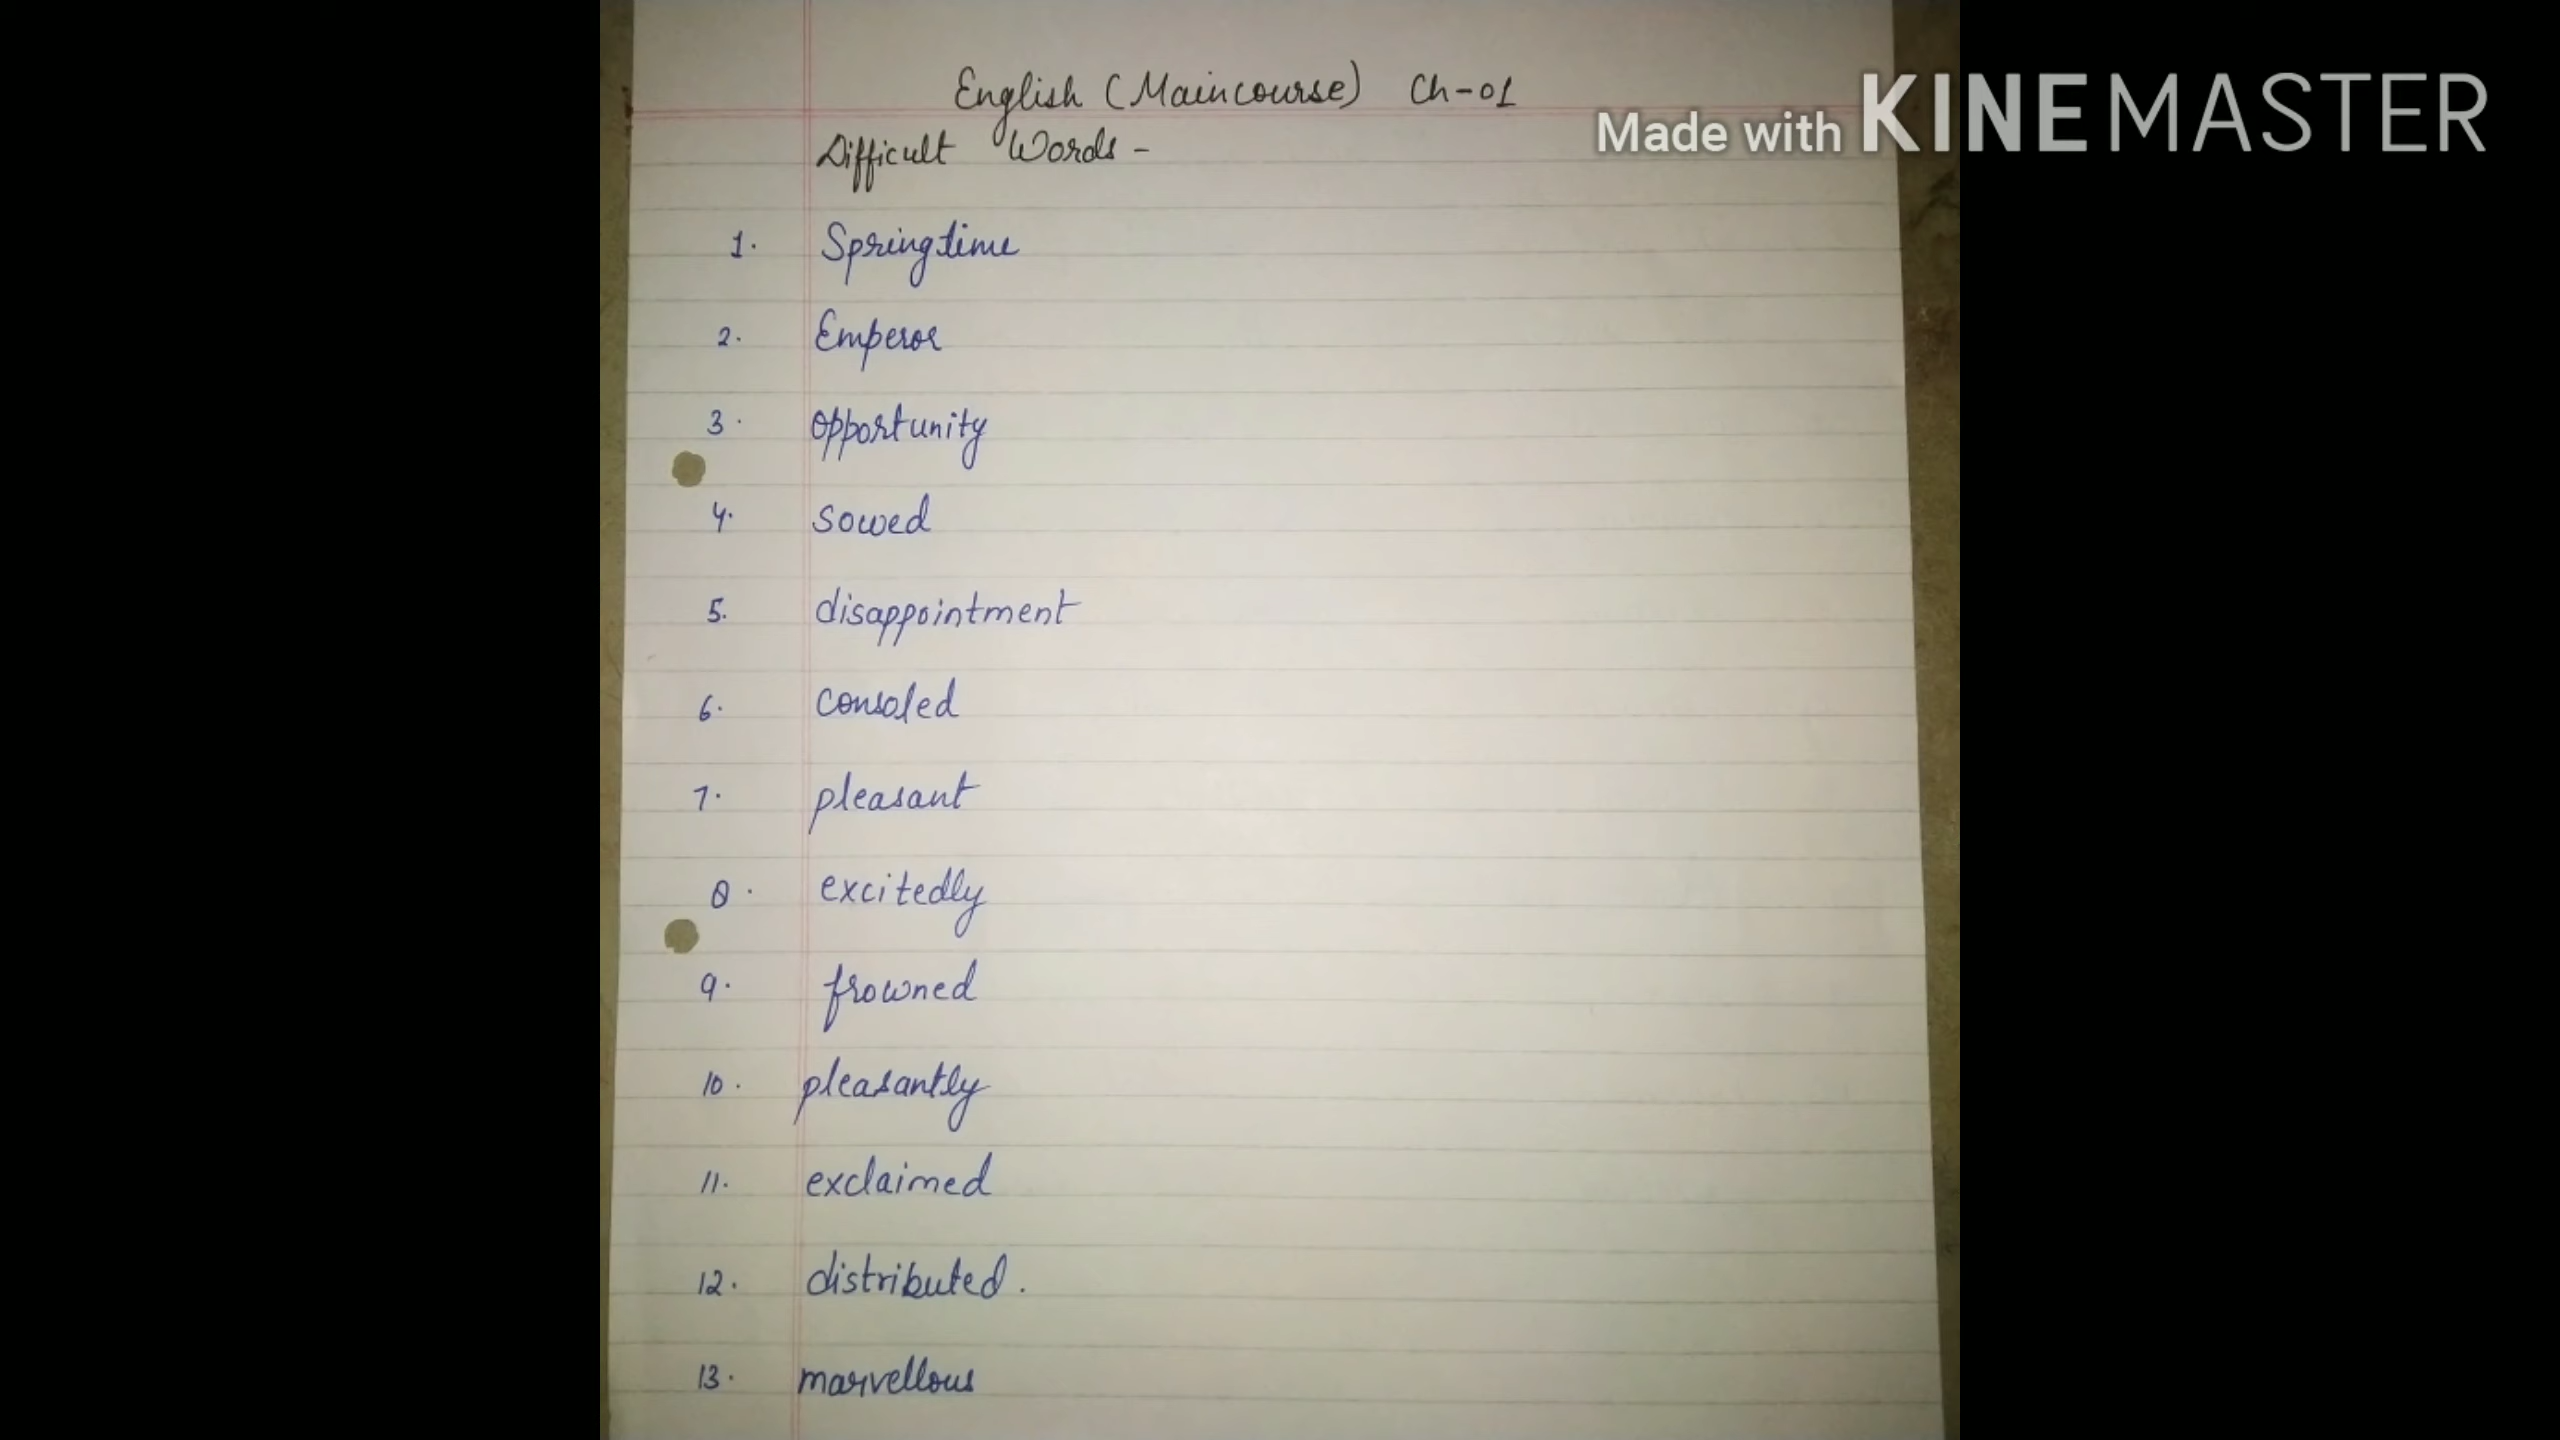 English (Maincourse) Ch-01
Made with KINEMASTER
Difficult Words -
1. Springtime
2. Emperor
3. opportunity
4. sowed
5. disappointment
6. consoled
7. pleasant
8. excitedly
9. frowned
10. pleasantly
11. exclaimed
12. distributed.
13. marvellous